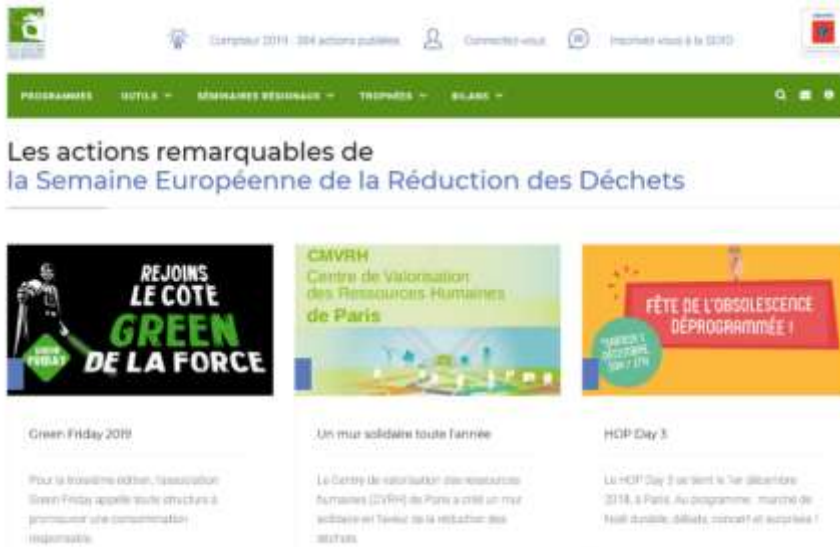 Compteur 2019 : 384 actions publiées
Connectez-vous
Inscrivez-vous à la SERD
PROGRAMMES
OUTILS
SÉMINAIRES RÉGIONAUX
TROPHÉES
BILANS
Les actions remarquables de
la Semaine Européenne de la Réduction des Déchets
REJOINS
LE COTE
GREEN
DE LA FORCE
GREEN
FRIDAY
CMVRH
Centre de Valorisation
des Ressources Humaines
de Paris
FÊTE DE L'OBSOLESCENCE
DÉPROGRAMMÉE !
Green Friday 2019
Un mur solidaire toute l'année
HOP Day 3
Pour la troisième édition, l'association
Green Friday appelle toute structure à
promouvoir une consommation
responsable.
Le Centre de valorisation des ressources
humaines (CVRH) de Paris a créé un mur
solidaire en faveur de la réduction des
déchets
Le HOP Day 3 se tient le 1er décembre
2018, à Paris. Au programme : marché de
Noël durable, débats, concert et surprises !